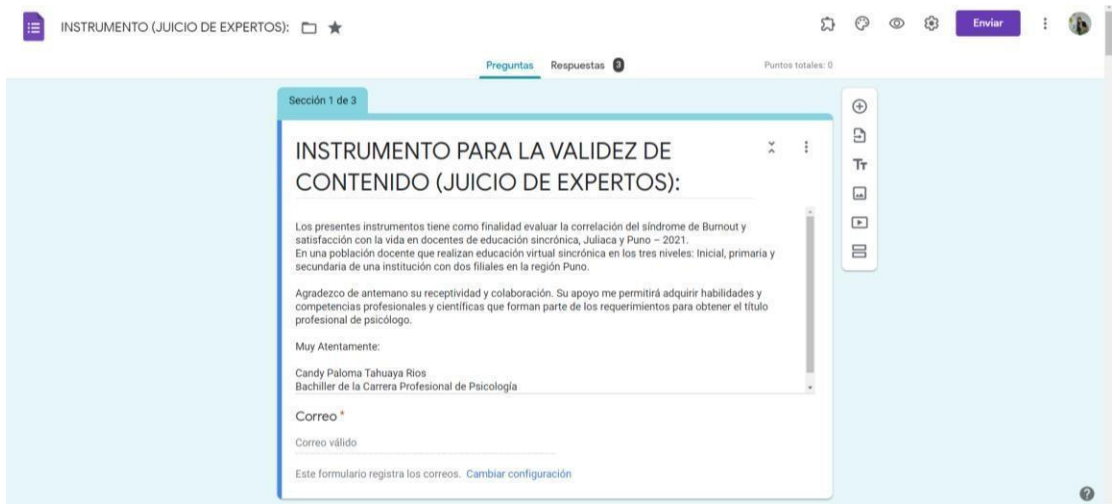 INSTRUMENTO (JUICIO DE EXPERTOS):
Enviar
Preguntas Respuestas 3
Puntos totales: 0
Sección 1 de 3
INSTRUMENTO PARA LA VALIDEZ DE
CONTENIDO (JUICIO DE EXPERTOS):
Los presentes instrumentos tiene como finalidad evaluar la correlación del síndrome de Burnout y
satisfacción con la vida en docentes de educación sincrónica, Juliaca y Puno – 2021.
En una población docente que realizan educación virtual sincrónica en los tres niveles: Inicial, primaria y
secundaria de una institución con dos filiales en la región Puno.
Agradezco de antemano su receptividad y colaboración. Su apoyo me permitirá adquirir habilidades y
competencias profesionales y científicas que forman parte de los requerimientos para obtener el título
profesional de psicólogo.
Muy Atentamente:
Candy Paloma Tahuaya Rios
Bachiller de la Carrera Profesional de Psicología
Correo *
Correo válido
Este formulario registra los correos. Cambiar configuración